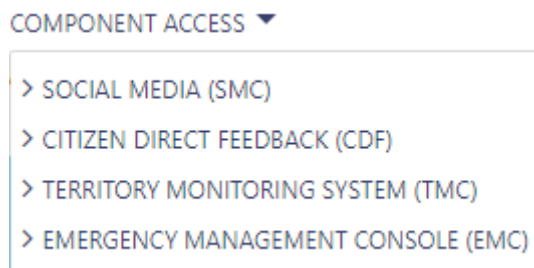 COMPONENT ACCESS
SOCIAL MEDIA (SMC)
CITIZEN DIRECT FEEDBACK (CDF)
TERRITORY MONITORING SYSTEM (TMC)
EMERGENCY MANAGEMENT CONSOLE (EMC)